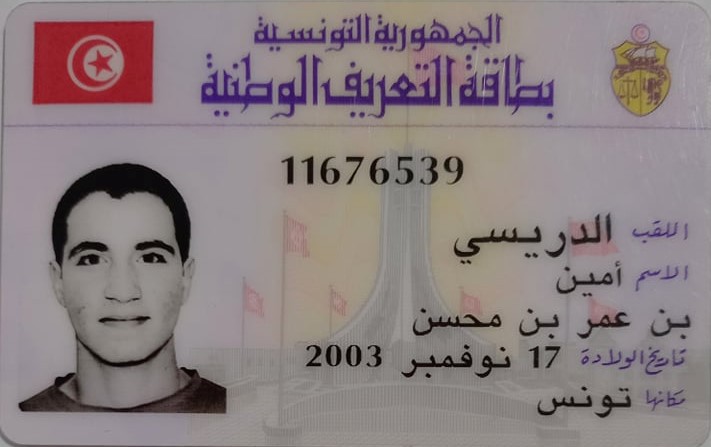 الجمهورية التونسية
بطاقة التعريف الوطنية
11676539
اللقب الدريسي
الاسم أمين
بن عمر بن محسن
تاريخ الولادة 17 نوفمبر 2003
مكانها تونس